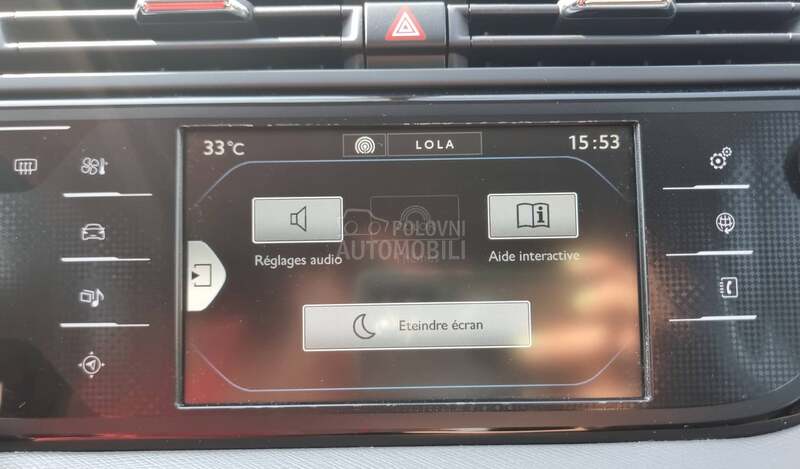 33°C
LOLA
15:53
POLOVNI
AUTOMOBILI
Réglages audio
Aide interactive
Eteindre écran